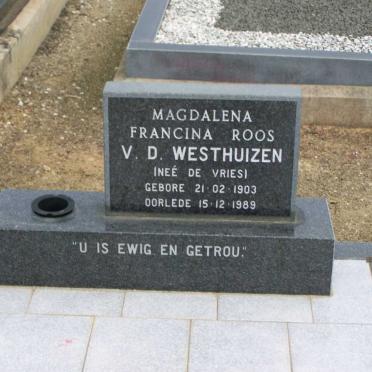 MAGDALENA
FRANCINA ROOS
V. D. WESTHUIZEN
(NEÉ DE VRIES)
GEBORE 21·02·1903
OORLEDE 15·12·1989
"U IS EWIG EN GETROU."